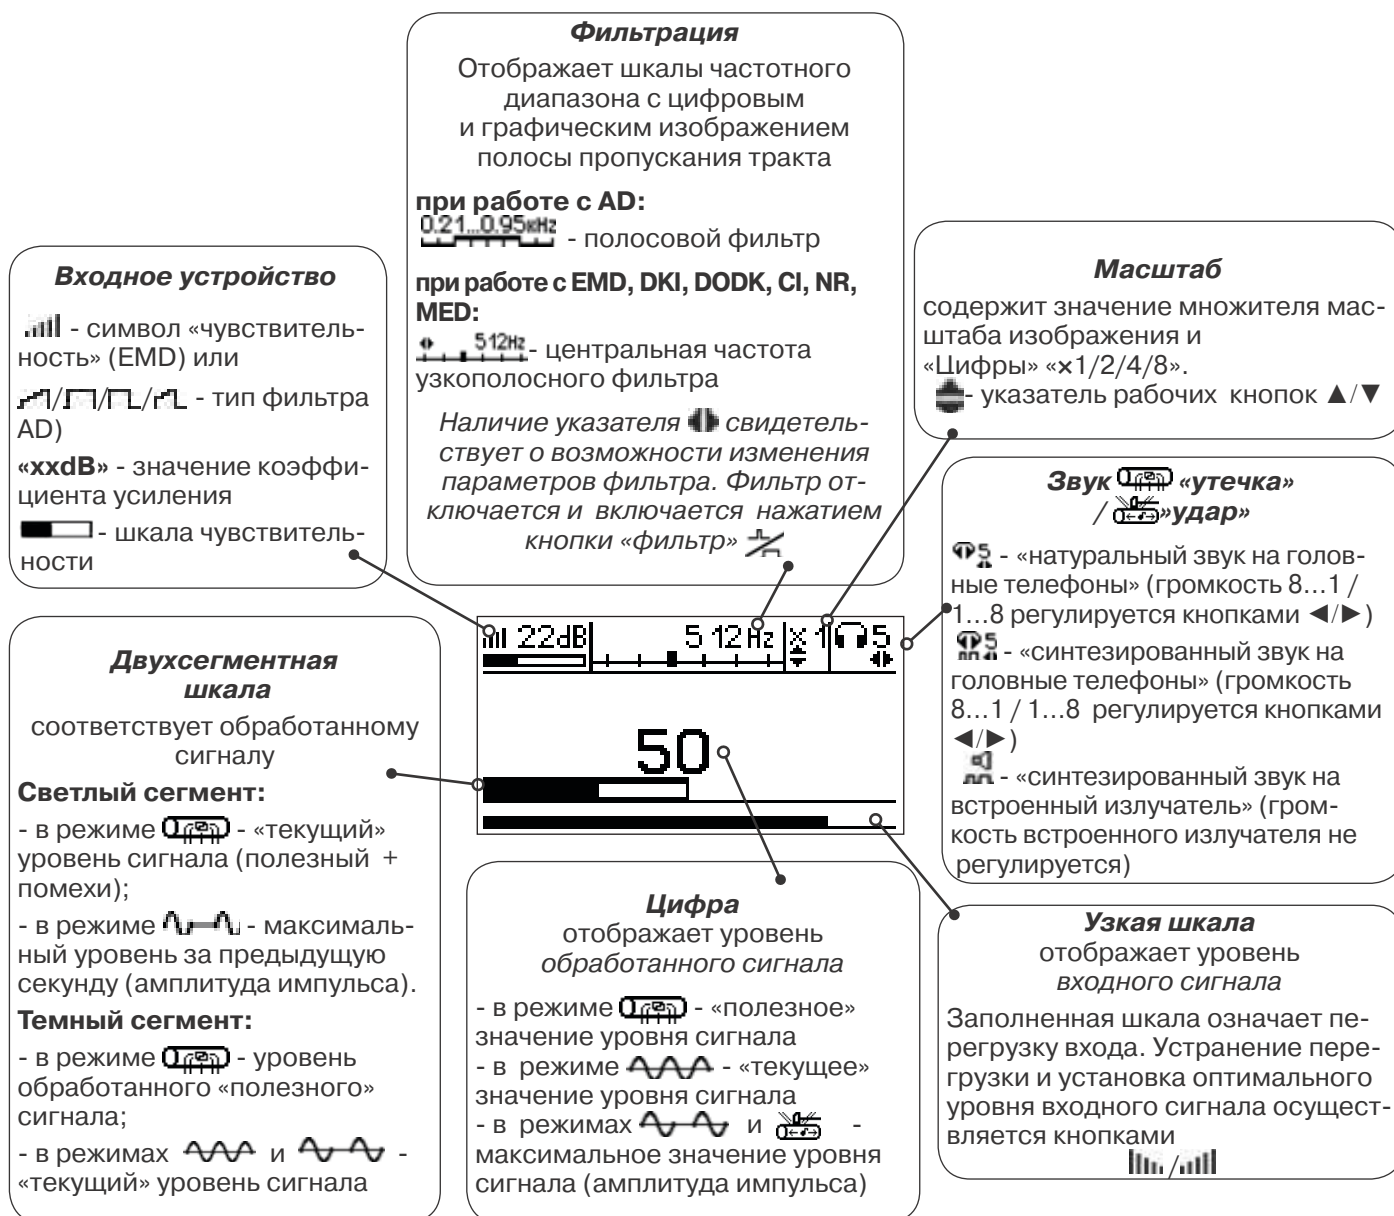 Фильтрация
Отображает шкалы частотного
диапазона с цифровым
и графическим изображением
полосы пропускания тракта
при работе с AD:
0.21...0.95кHz - полосовой фильтр
при работе с EMD, DKI, DODK, CI, NR,
MED:
512Hz - центральная частота
узкополосного фильтра
Наличие указателя свидетель-
ствует о возможности изменения
параметров фильтра. Фильтр от-
ключается и включается нажатием
кнопки «фильтр»
Входное устройство
- символ «чувствитель-
ность» (EMD) или
/ / / - тип фильтра
AD)
«xxdB» - значение коэффи-
циента усиления
- шкала чувствитель-
ности
Масштаб
содержит значение множителя мас-
штаба изображения и
«Цифры» «×1/2/4/8».
- указатель рабочих кнопок ▲/▼
Звук «утечка»
/ »удар»
5 - «натуральный звук на голов-
ные телефоны» (громкость 8...1 /
1...8 регулируется кнопками ◄/►)
5 - «синтезированный звук на
головные телефоны» (громкость
8...1 / 1...8 регулируется кнопками
◄/►)
- «синтезированный звук на
встроенный излучатель» (гром-
кость встроенного излучателя не
регулируется)
22dB 512Hz × 1 5
50
Двухсегментная
шкала
соответствует обработанному
сигналу
Светлый сегмент:
- в режиме - «текущий»
уровень сигнала (полезный +
помехи);
- в режиме - максималь-
ный уровень за предыдущую
секунду (амплитуда импульса).
Темный сегмент:
- в режиме - уровень
обработанного «полезного»
сигнала;
- в режимах и -
«текущий» уровень сигнала
Цифра
отображает уровень
обработанного сигнала
- в режиме - «полезное»
значение уровня сигнала
- в режиме - «текущее»
значение уровня сигнала
- в режимах и -
максимальное значение уровня
сигнала (амплитуда импульса)
Узкая шкала
отображает уровень
входного сигнала
Заполненная шкала означает пе-
регрузку входа. Устранение пере-
грузки и установка оптимального
уровня входного сигнала осущест-
вляется кнопками
/